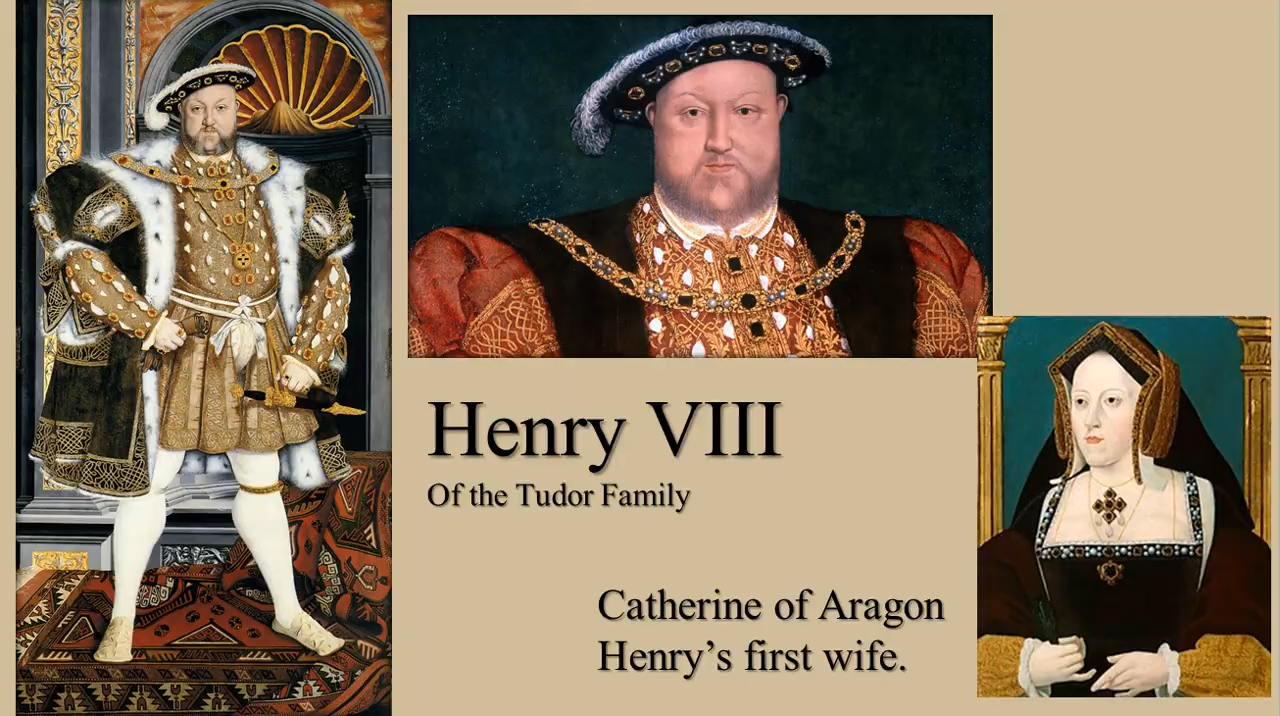 Henry VIII
Of the Tudor Family
Catherine of Aragon
Henry’s first wife.